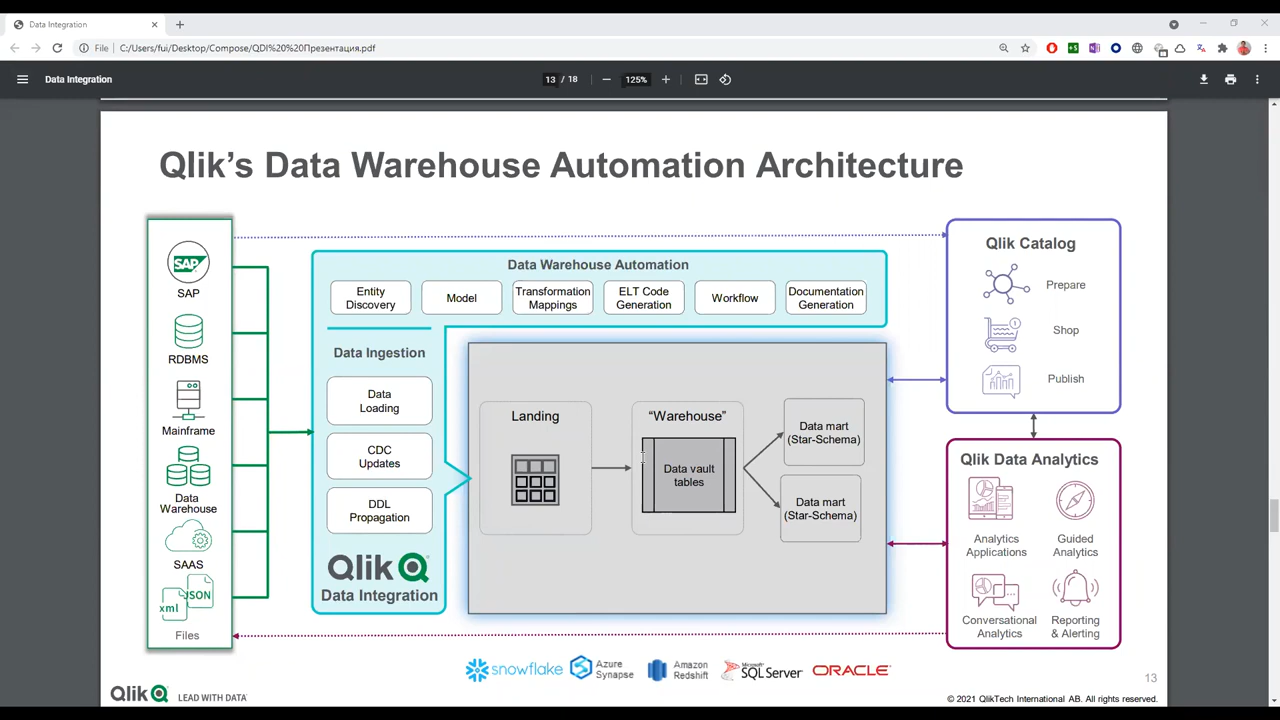 Data Integration
File
C:/Users/fui/Desktop/Compose/QDI%20%20Презентация.pdf
Data Integration
13 / 18
125%
Qlik's Data Warehouse Automation Architecture
SAP
SAP
RDBMS
Mainframe
Data
Warehouse
SAAS
JSON
xml
Files
Data Warehouse Automation
Entity
Discovery
Model
Transformation
Mappings
ELT Code
Generation
Workflow
Documentation
Generation
Data Ingestion
Data
Loading
CDC
Updates
DDL
Propagation
Qlik
Data Integration
Landing
“Warehouse”
Data vault
tables
Data mart
(Star-Schema)
Data mart
(Star-Schema)
Qlik Catalog
Prepare
Shop
Publish
Qlik Data Analytics
Analytics
Applications
Guided
Analytics
Conversational
Analytics
Reporting
& Alerting
snowflake
Azure
Synapse
Amazon
Redshift
Microsoft
SQL Server
ORACLE
13
Qlik
LEAD WITH DATA
© 2021 QlikTech International AB. All rights reserved.